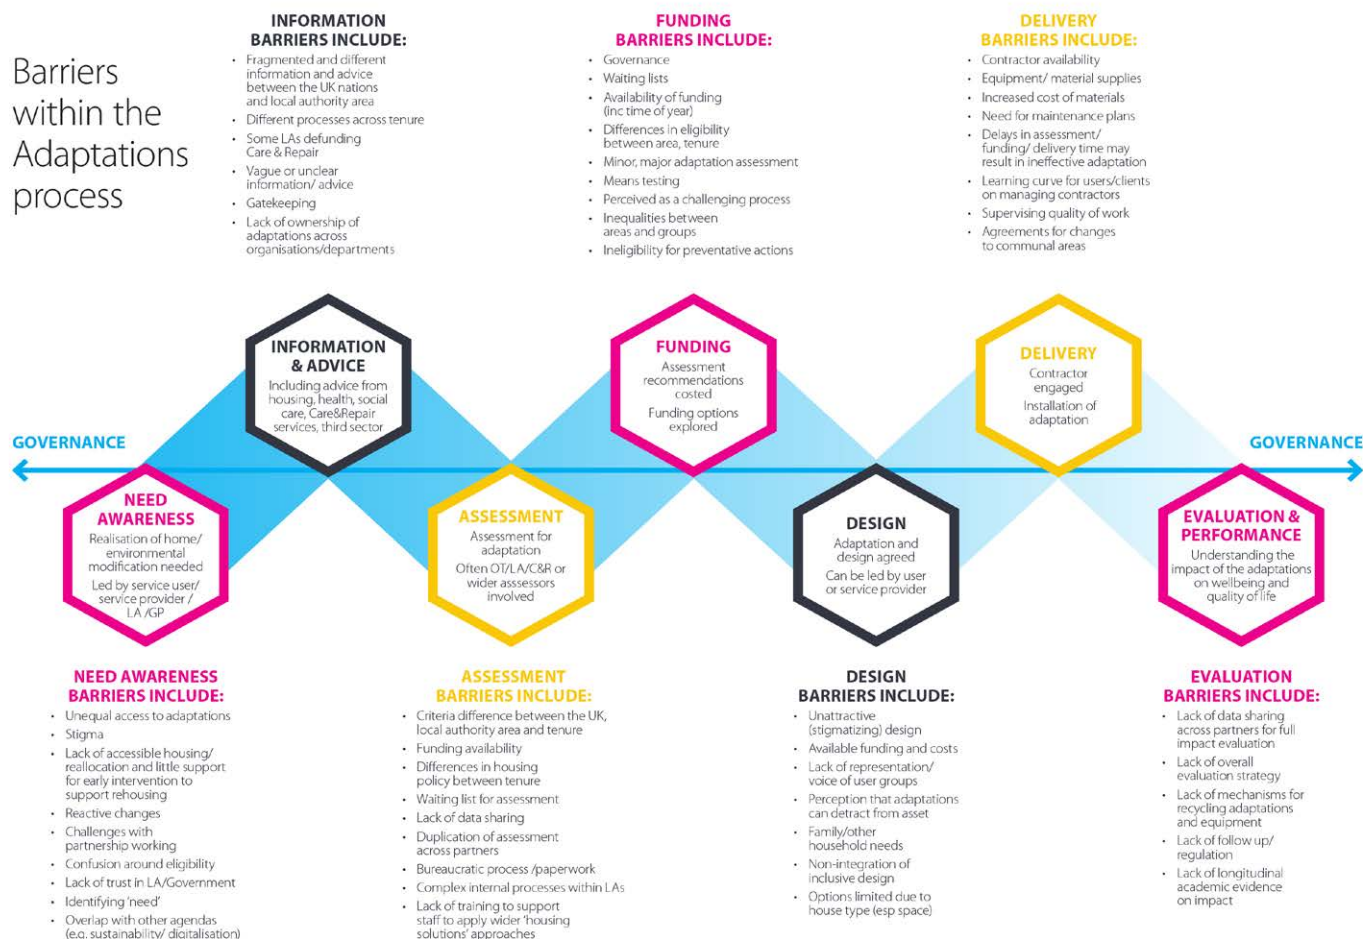 Barriers
within the
Adaptations
process
INFORMATION
BARRIERS INCLUDE:
• Fragmented and different
information and advice
between the UK nations
and local authority area
• Different processes across tenure
• Some LAs defunding
Care & Repair
• Vague or unclear
information/ advice
• Gatekeeping
• Lack of ownership of
adaptations across
organisations/departments
FUNDING
BARRIERS INCLUDE:
• Governance
• Waiting lists
• Availability of funding
(inc time of year)
• Differences in eligibility
between area, tenure
• Minor, major adaptation assessment
• Means testing
• Perceived as a challenging process
• Inequalities between
areas and groups
• Ineligibility for preventative actions
DELIVERY
BARRIERS INCLUDE:
• Contractor availability
• Equipment/ material supplies
• Increased cost of materials
• Need for maintenance plans
• Delays in assessment/
funding/ delivery time may
result in ineffective adaptation
• Learning curve for users/clients
on managing contractors
• Supervising quality of work
• Agreements for changes
to communal areas
INFORMATION
& ADVICE
Including advice from
housing, health, social
care, Care&Repair
services, third sector
FUNDING
Assessment
recommendations
costed
Funding options
explored
DELIVERY
Contractor
engaged
Installation of
adaptation
GOVERNANCE
GOVERNANCE
NEED
AWARENESS
Realisation of home/
environmental
modification needed
Led by service user/
service provider /
LA /GP
ASSESSMENT
Assessment for
adaptation
Often OT/LA/C&R or
wider asssessors
involved
DESIGN
Adaptation and
design agreed
Can be led by user
or service provider
EVALUATION &
PERFORMANCE
Understanding the
impact of the adaptations
on wellbeing and
quality of life
NEED AWARENESS
BARRIERS INCLUDE:
• Unequal access to adaptations
• Stigma
• Lack of accessible housing/
reallocation and little support
for early intervention to
support rehousing
• Reactive changes
• Challenges with
partnership working
• Confusion around eligibility
• Lack of trust in LA/Government
• Identifying ‘need’
• Overlap with other agendas
(e.g. sustainability/ digitalisation)
ASSESSMENT
BARRIERS INCLUDE:
• Criteria difference between the UK,
local authority area and tenure
• Funding availability
• Differences in housing
policy between tenure
• Waiting list for assessment
• Lack of data sharing
• Duplication of assessment
across partners
• Bureaucratic process /paperwork
• Complex internal processes within LAs
• Lack of training to support
staff to apply wider ‘housing
solutions’ approaches
DESIGN
BARRIERS INCLUDE:
• Unattractive
(stigmatizing) design
• Available funding and costs
• Lack of representation/
voice of user groups
• Perception that adaptations
can detract from asset
• Family/other
household needs
• Non-integration of
inclusive design
• Options limited due to
house type (esp space)
EVALUATION
BARRIERS INCLUDE:
• Lack of data sharing
across partners for full
impact evaluation
• Lack of overall
evaluation strategy
• Lack of mechanisms for
recycling adaptations
and equipment
• Lack of follow up/
regulation
• Lack of longitudinal
academic evidence
on impact